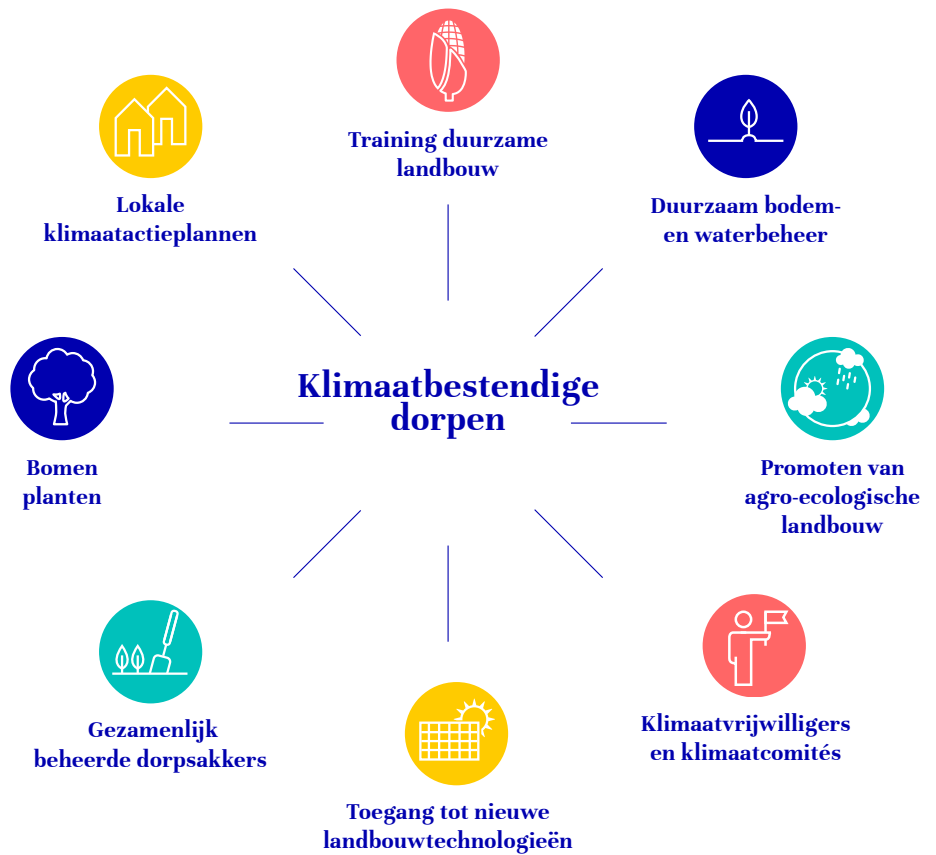 Training duurzame
landbouw
Lokale
klimaatactieplannen
Duurzaam bodem-
en waterbeheer
Klimaatbestendige
dorpen
Bomen
planten
Promoten van
agro-ecologische
landbouw
Gezamenlijk
beheerde dorpsakkers
Klimaatvrijwilligers
en klimaatcomités
Toegang tot nieuwe
landbouwtechnologieën